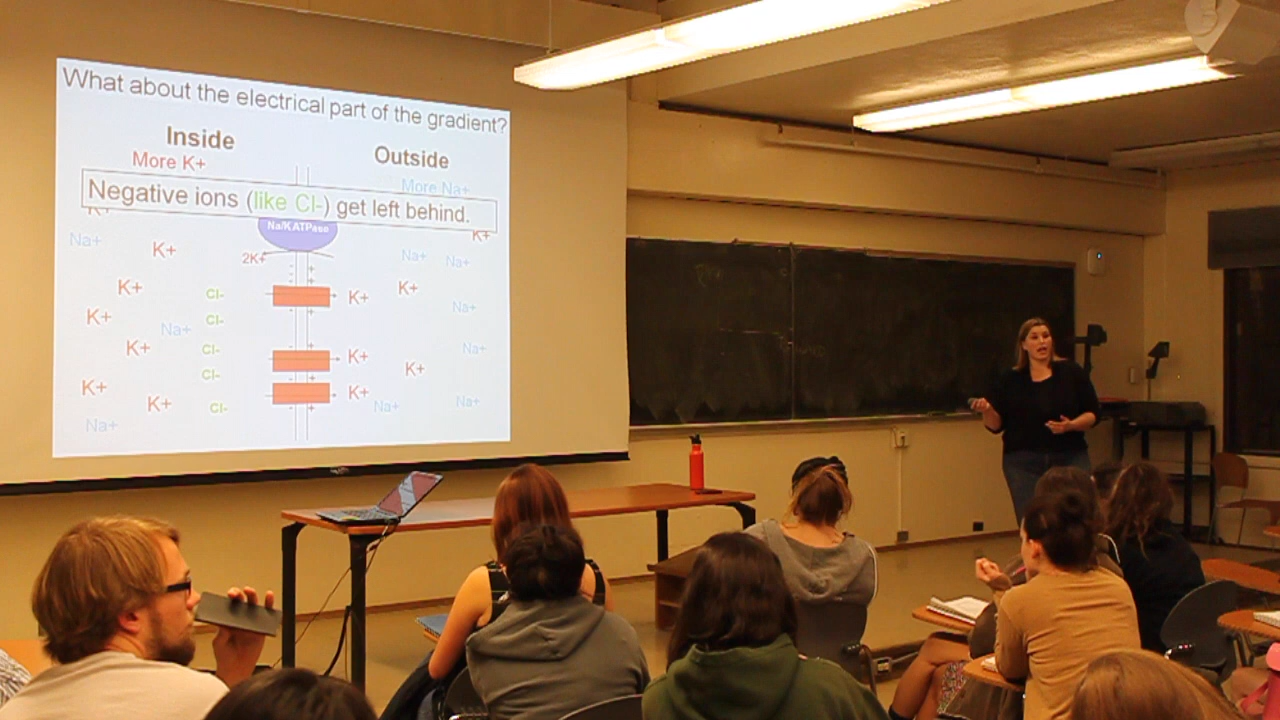 What about the electrical part of the gradient?
Inside
Outside
More K+
More Na+
Negative ions (like Cl-) get left behind.
K+
Na/KATPase
K+
Na+
K+
2K+
Na+
Na+
K+
Cl-
K+
K+
K+
Cl-
Na+
Na+
K+
Cl-
K+
Na+
Cl-
K+
K+
K+
Cl-
K+
Na+
Na+
Na+